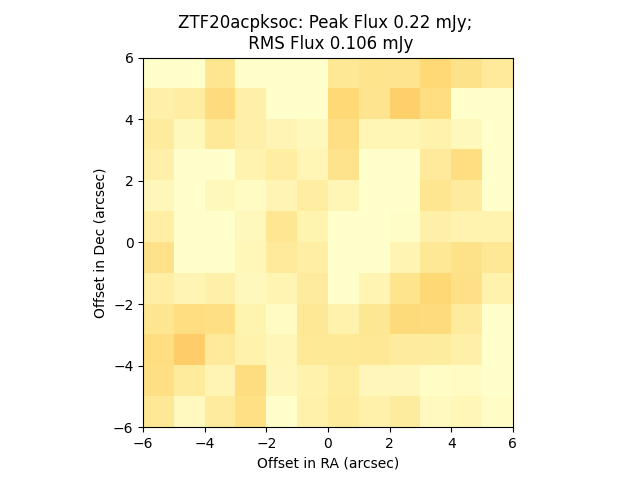 ZTF20acpksoc: Peak Flux 0.22 mJy;
RMS Flux 0.106 mJy
6
4
2
0
−2
−4
−6
Offset in Dec (arcsec)
−6 −4 −2 0 2 4 6
Offset in RA (arcsec)